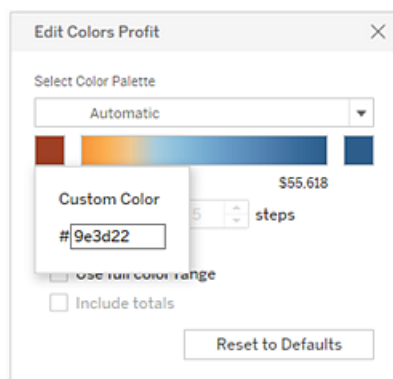 Edit Colors Profit
Select Color Palette
Automatic
$55.618
Custom Color
5 steps
#9e3d22
Use full color range
Include totals
Reset to Defaults